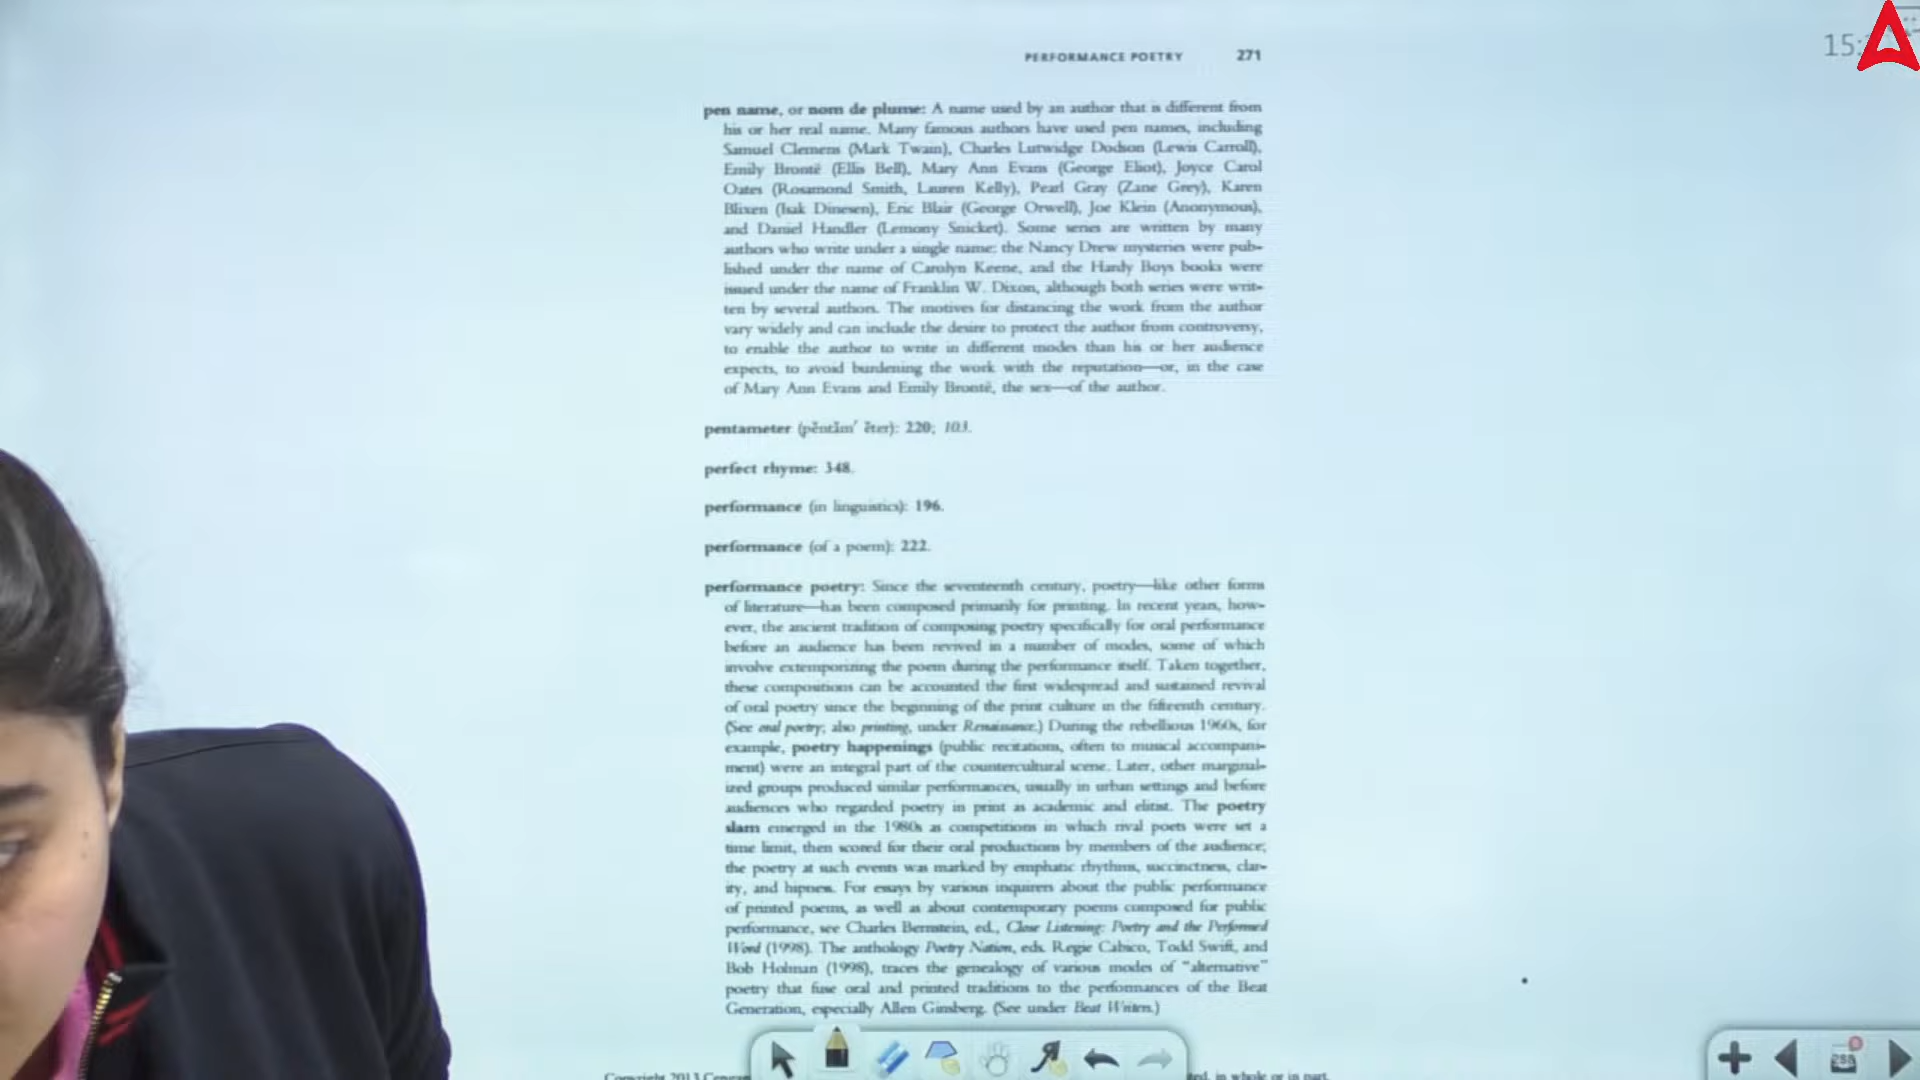 PERFORMANCE POETRY 271
15:
pen name, or nom de plume: A name used by an author that is different from
his or her real name. Many famous authors have used pen names, including
Samuel Clemens (Mark Twain), Charles Lutwidge Dodson (Lewis Carroll),
Emily Brontë (Ellis Bell), Mary Ann Evans (George Eliot), Joyce Carol
Oates (Rosamond Smith, Lauren Kelly), Pearl Gray (Zane Grey), Karen
Blixen (Isak Dinesen), Eric Blair (George Orwell), Joe Klein (Anonymous),
and Daniel Handler (Lemony Snicket). Some series are written by many
authors who write under a single name: the Nancy Drew mysteries were pub-
lished under the name of Carolyn Keene, and the Hardy Boys books were
issued under the name of Franklin W. Dixon, although both series were writ-
ten by several authors. The motives for distancing the work from the author
vary widely and can include the desire to protect the author from controversy,
to enable the author to write in different modes than his or her audience
expects, to avoid burdening the work with the reputation—or, in the case
of Mary Ann Evans and Emily Brontë, the sex—of the author.
pentameter (pĕntăm′ ĕter): 220; 103.
perfect rhyme: 348.
performance (in linguistics): 196.
performance (of a poem): 222.
performance poetry: Since the seventeenth century, poetry—like other forms
of literature—has been composed primarily for printing. In recent years, how-
ever, the ancient tradition of composing poetry specifically for oral performance
before an audience has been revived in a number of modes, some of which
involve extemporizing the poem during the performance itself. Taken together,
these compositions can be accounted the first widespread and sustained revival
of oral poetry since the beginning of the print culture in the fifteenth century.
(See oral poetry; also printing, under Renaissance.) During the rebellious 1960s, for
example, poetry happenings (public recitations, often to musical accompani-
ment) were an integral part of the countercultural scene. Later, other marginal-
ized groups produced similar performances, usually in urban settings and before
audiences who regarded poetry in print as academic and elitist. The poetry
slam emerged in the 1980s as competitions in which rival poets were set a
time limit, then scored for their oral productions by members of the audience;
the poetry at such events was marked by emphatic rhythms, succinctness, clar-
ity, and hipness. For essays by various inquirers about the public performance
of printed poems, as well as about contemporary poems composed for public
performance, see Charles Bernstein, ed., Close Listening: Poetry and the Performed
Word (1998). The anthology Poetry Nation, eds. Regie Cabico, Todd Swift, and
Bob Holman (1998), traces the genealogy of various modes of "alternative"
poetry that fuse oral and printed traditions to the performances of the Beat
Generation, especially Allen Ginsberg. (See under Beat Writers.)
Copyright 2013 in whole or in part.
288